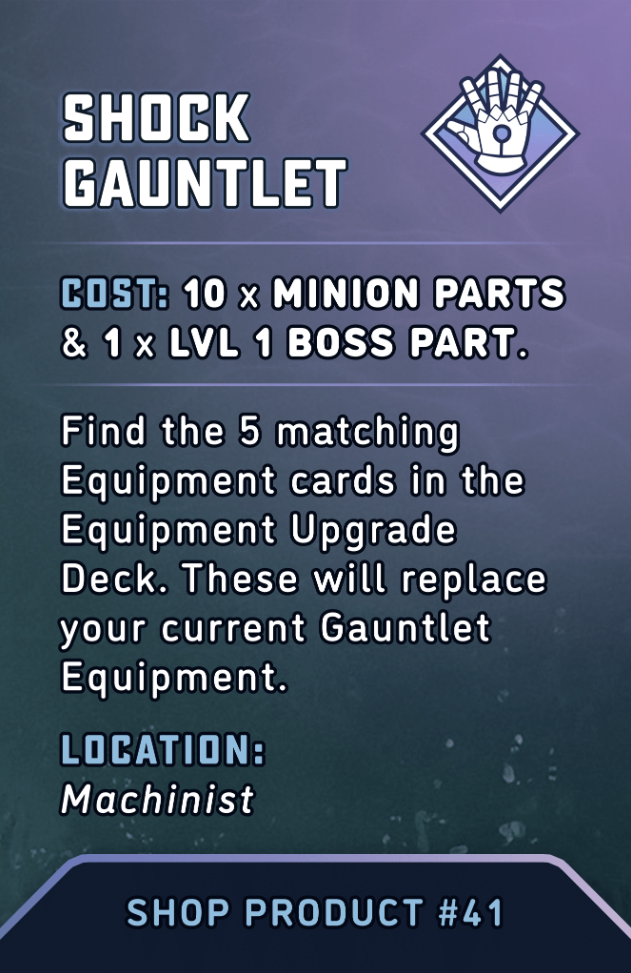 SHOCK
GAUNTLET
COST: 10 x MINION PARTS
& 1 x LVL 1 BOSS PART.
Find the 5 matching
Equipment cards in the
Equipment Upgrade
Deck. These will replace
your current Gauntlet
Equipment.
LOCATION:
Machinist
SHOP PRODUCT #41